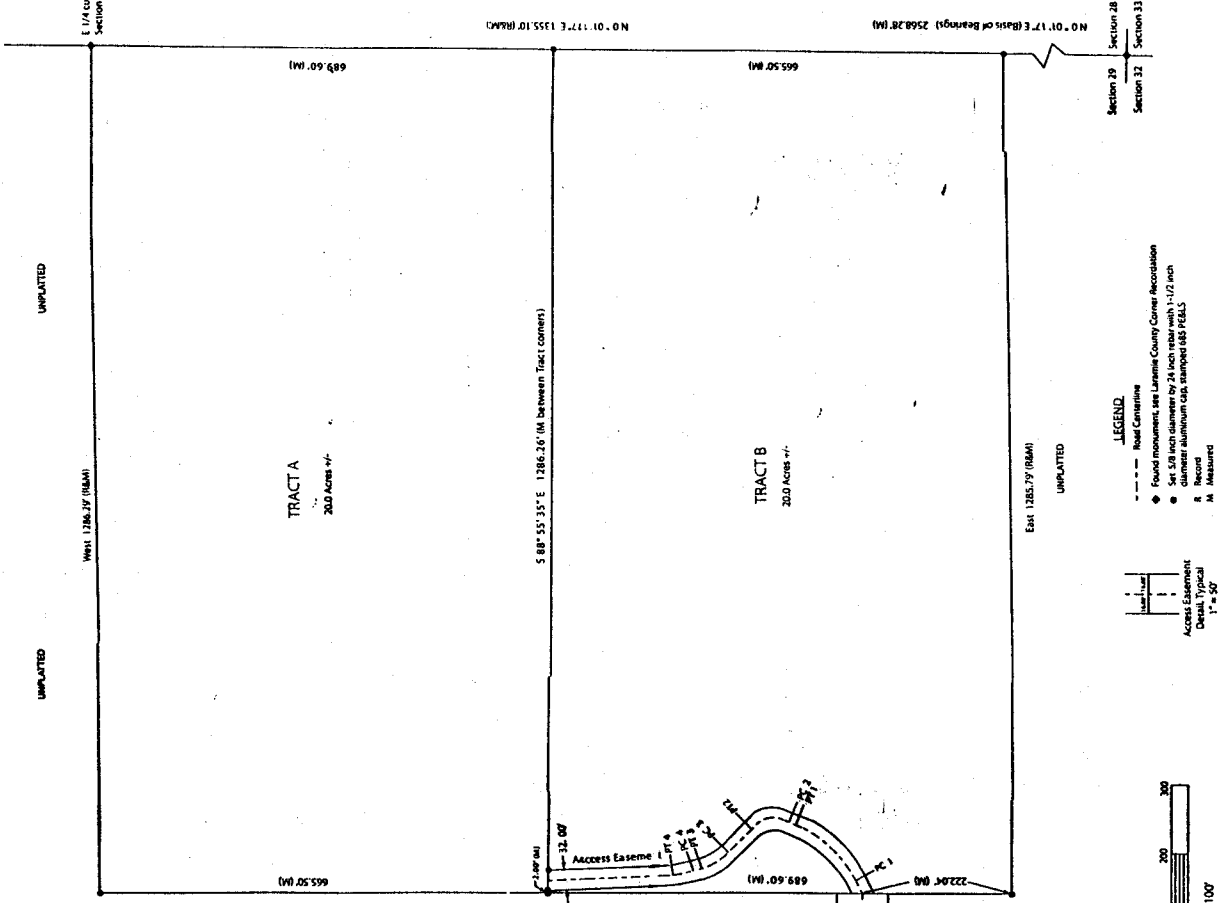 E 1/4 co
Section
N 0° 01' 17" E 1355.10' (R&M)
N 0° 01' 17" E (Basis of Bearings) 2568.28' (M)
Section 28
Section 33
Section 29
Section 32
689.60' (M)
665.50' (M)
UNPLATTED
UNPLATTED
West 1286.29' (R&M)
TRACT A
20.0 Acres +/-
S 88° 55' 35" E 1286.26' (M between Tract corners)
TRACT B
20.0 Acres +/-
East 1285.79' (R&M)
UNPLATTED
665.50' (M)
2.00' (M)
32.00'
Access Easeme
PT 4
PC 4
PT 3
PC 3
PT 2
PC 2
PT 1
PC 1
689.60' (M)
222.04' (M)
LEGEND
Road Centerline
Found monument, see Laramie County Corner Recordation
Set 5/8 inch diameter by 24 inch rebar with 1-1/2 inch
diameter aluminum cap, stamped 685 PE&LS
R Record
M Measured
Access Easement
Detail, Typical
1" = 50'
200
300
100'